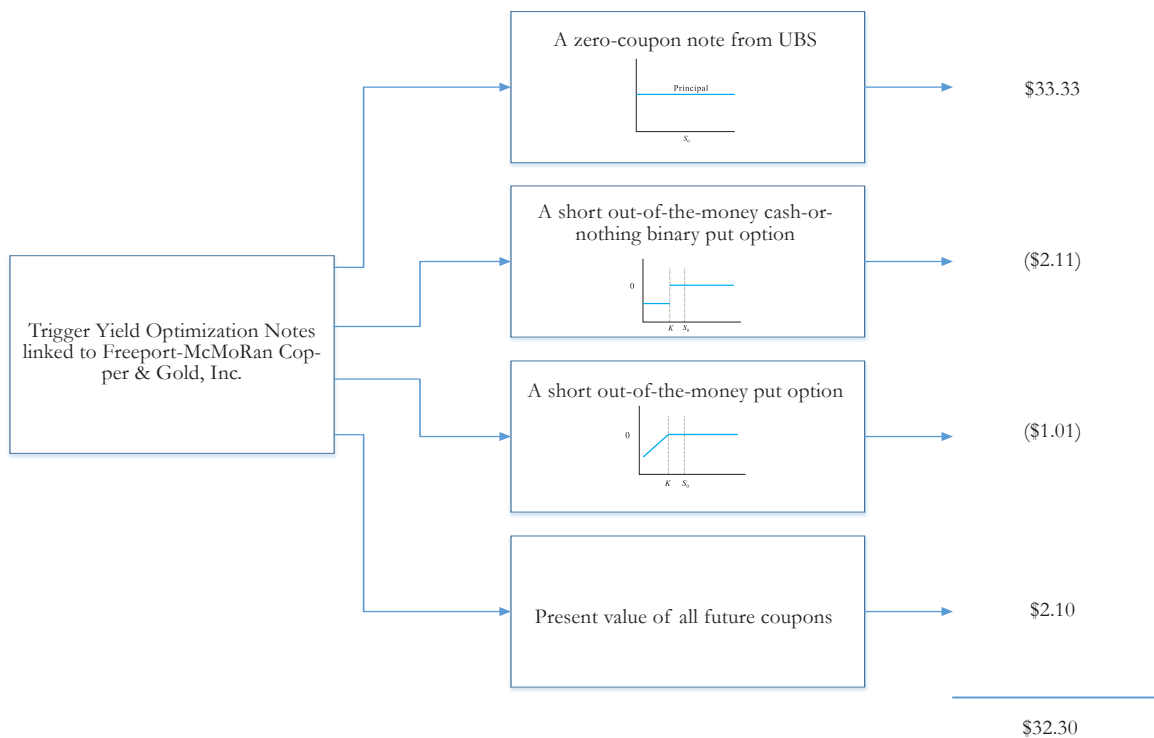 A zero-coupon note from UBS
Principal
S₀
$33.33
A short out-of-the-money cash-or-
nothing binary put option
0
K
S₀
($2.11)
Trigger Yield Optimization Notes
linked to Freeport-McMoRan Cop-
per & Gold, Inc.
A short out-of-the-money put option
0
K
S₀
($1.01)
Present value of all future coupons
$2.10
$32.30